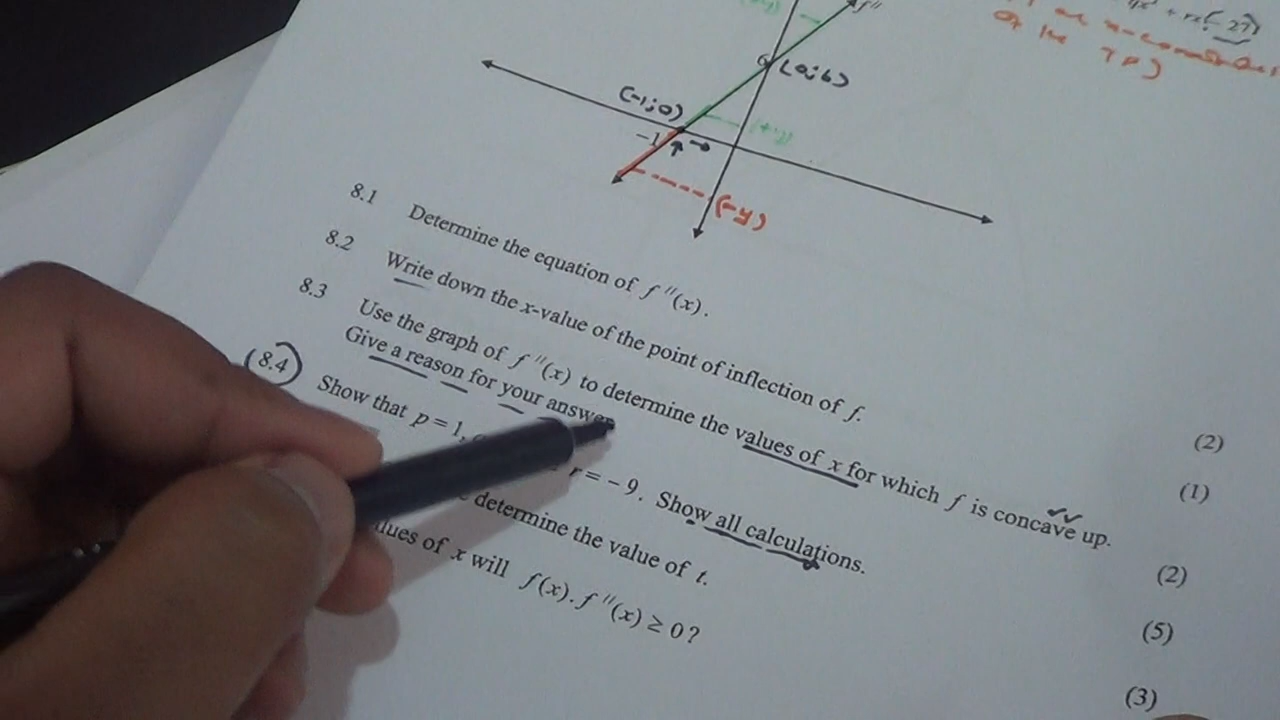 f''
(0;6)
(-1;0)
-1
(+y)
(-y)
of the TP)
8.1 Determine the equation of f''(x).
8.2 Write down the x-value of the point of inflection of f.
(2)
8.3 Use the graph of f''(x) to determine the values of x for which f is concave up.
(1)
Give a reason for your answer
(2)
(8.4) Show that p = 1, r = - 9. Show all calculations.
(5)
determine the value of t.
(3)
of x will f(x).f''(x) ≥ 0?